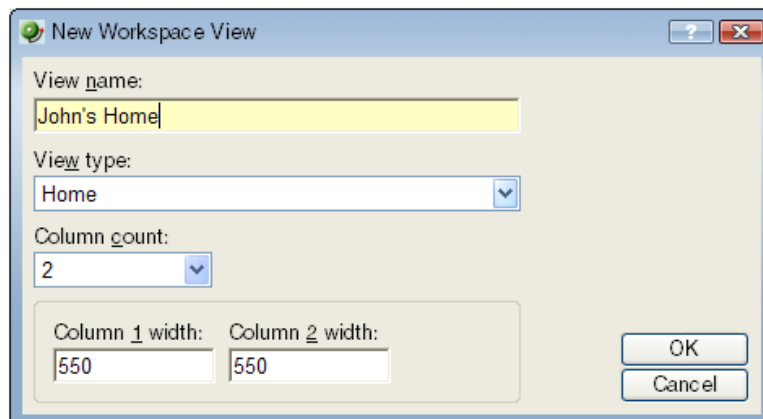 New Workspace View
?
View name:
John's Home
View type:
Home
Column count:
2
Column 1 width: Column 2 width:
550 550
OK
Cancel